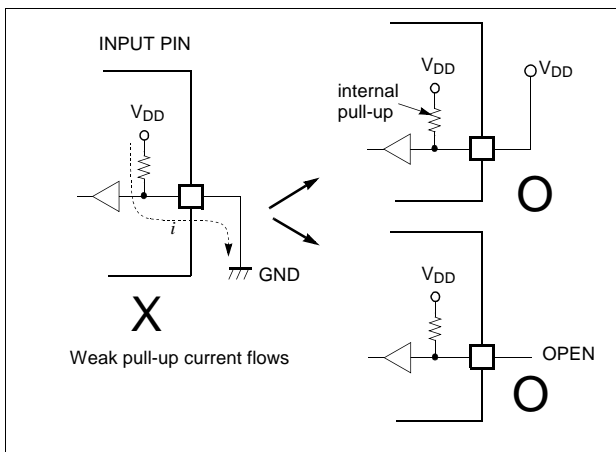 INPUT PIN
VDD
i
GND
X
Weak pull-up current flows
internal
pull-up
VDD
VDD
O
VDD
OPEN
O